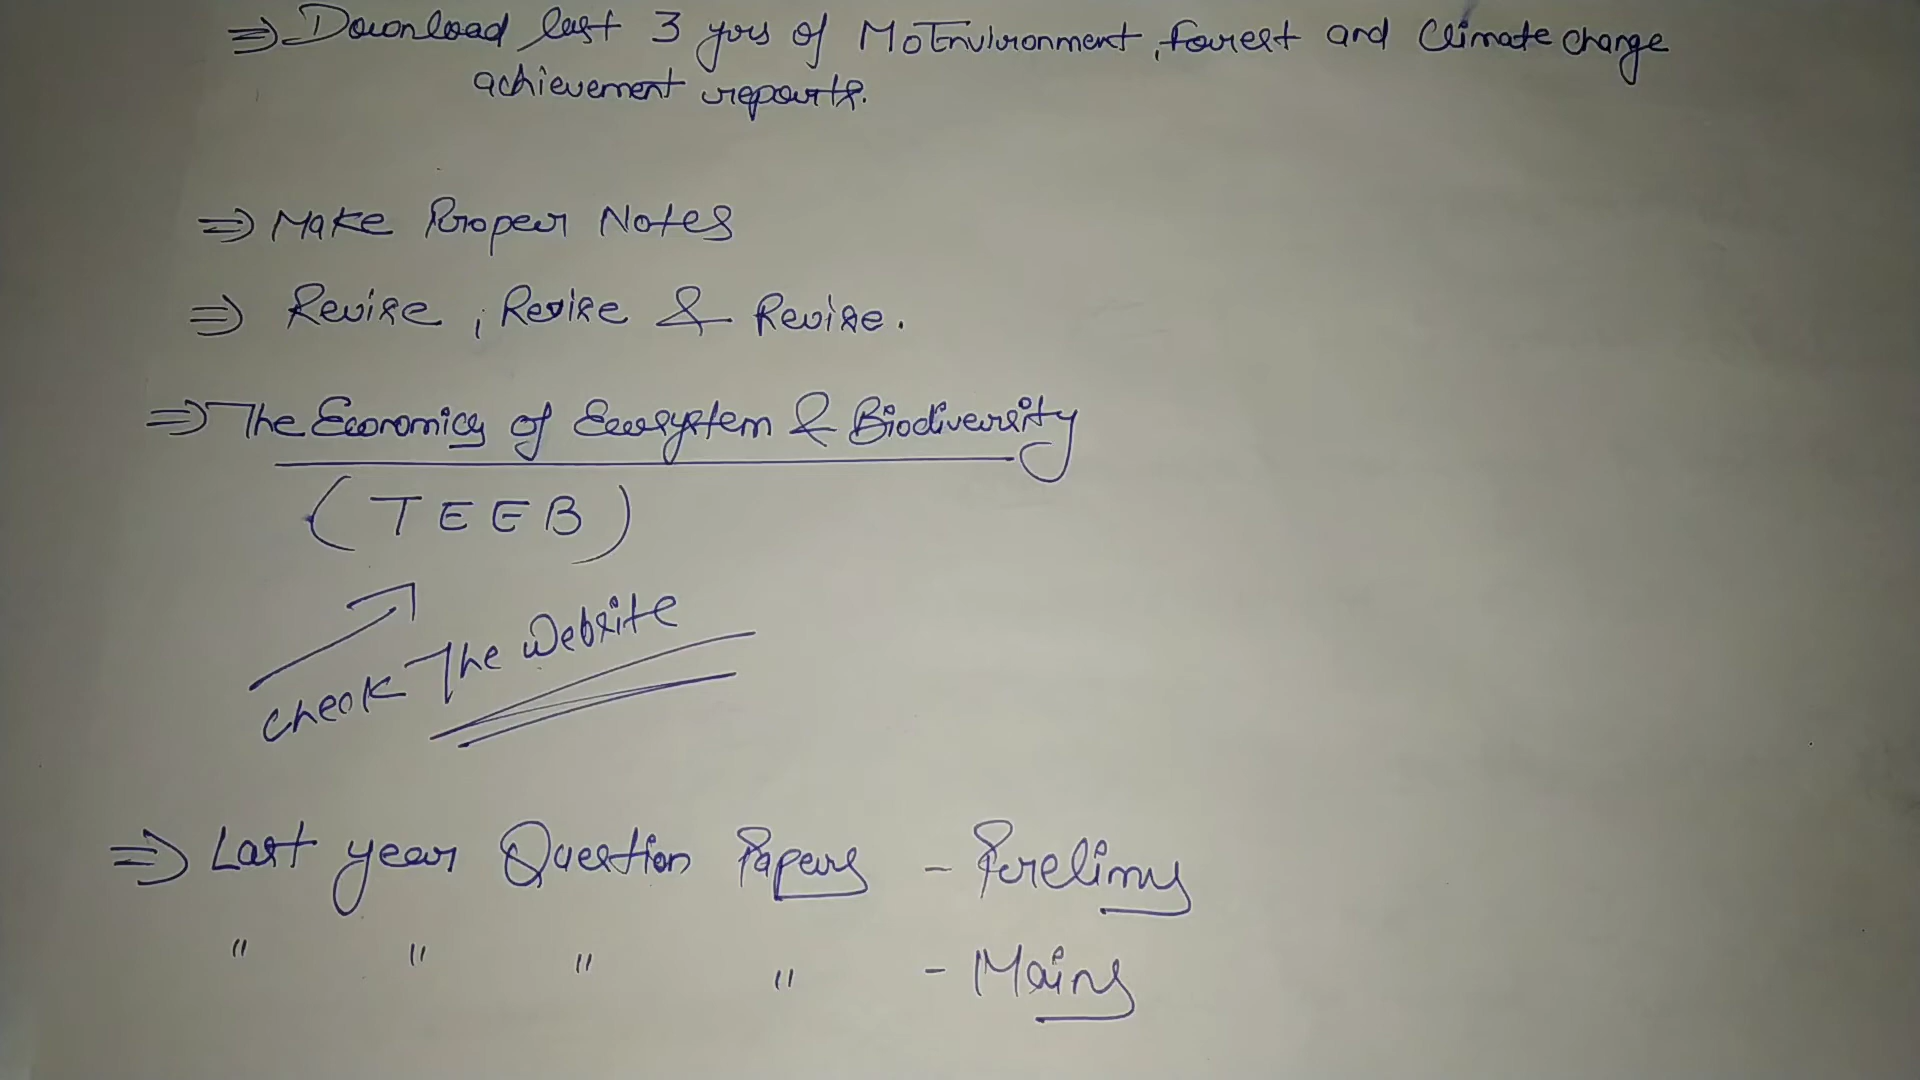 ⇒ Download last 3 yrs of MoEnvironment, forest and Climate change
achievement reports.
⇒ Make Proper Notes
⇒ Revise, Revise & Revise.
⇒ The Economics of Ecosystem & Biodiversity
(TEEB)
check The Website
⇒ Last year Question Papers - Prelims
" " " " - Mains